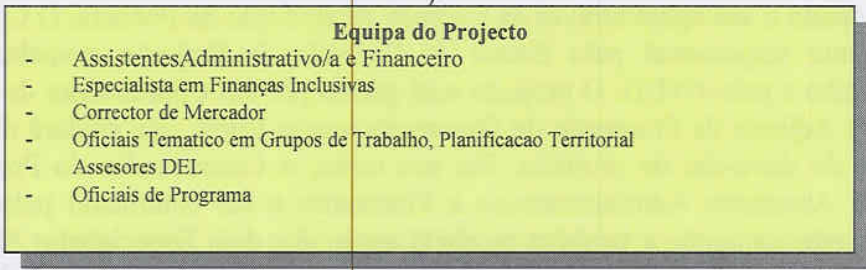 Equipa do Projecto
- AssistentesAdministrativo/a e Financeiro
- Especialista em Finanças Inclusivas
- Corrector de Mercador
- Oficiais Tematico em Grupos de Trabalho, Planificacao Territorial
- Assesores DEL
- Oficiais de Programa